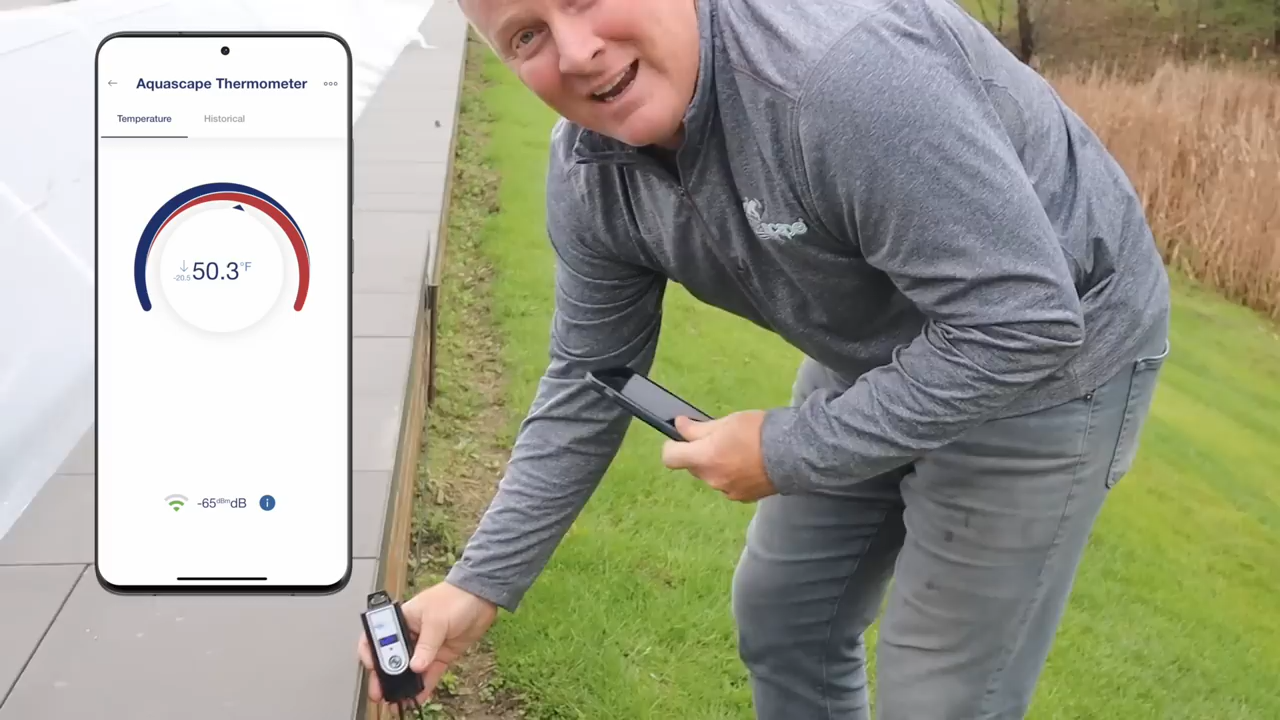 Aquascape Thermometer
Temperature
Historical
↓
-20.5
50.3°F
-65dBmdB
i